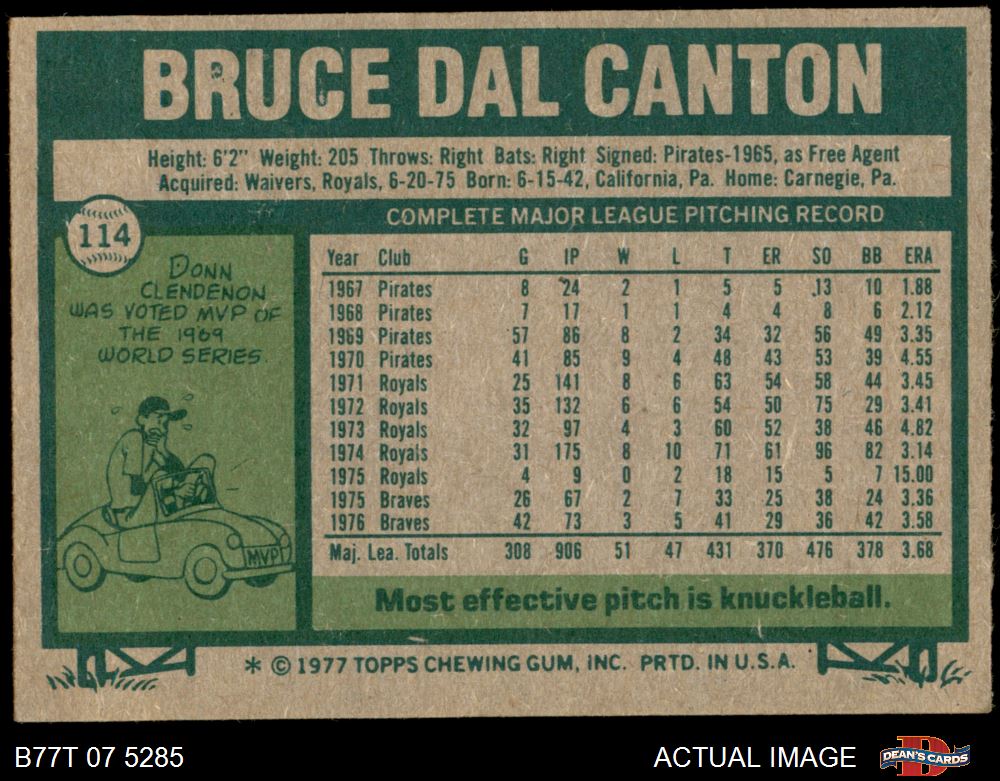 BRUCE DAL CANTON
Height: 6'2" Weight: 205 Throws: Right Bats: Right Signed: Pirates-1965, as Free Agent
Acquired: Waivers, Royals, 6-20-75 Born: 6-15-42, California, Pa. Home: Carnegie, Pa.
114
DONN
CLENDENON
WAS VOTED MVP OF
THE 1969
WORLD SERIES.
MVP
COMPLETE MAJOR LEAGUE PITCHING RECORD
Year Club G IP W L T ER SO BB ERA
1967 Pirates 8 24 2 1 5 5 13 10 1.88
1968 Pirates 7 17 1 1 4 4 8 6 2.12
1969 Pirates 57 86 8 2 34 32 56 49 3.35
1970 Pirates 41 85 9 4 48 43 53 39 4.55
1971 Royals 25 141 8 6 63 54 58 44 3.45
1972 Royals 35 132 6 6 54 50 75 29 3.41
1973 Royals 32 97 4 3 60 52 38 46 4.82
1974 Royals 31 175 8 10 71 61 96 82 3.14
1975 Royals 4 9 0 2 18 15 5 7 15.00
1975 Braves 26 67 2 7 33 25 38 24 3.36
1976 Braves 42 73 3 5 41 29 36 42 3.58
Maj. Lea. Totals 308 906 51 47 431 370 476 378 3.68
Most effective pitch is knuckleball.
* © 1977 TOPPS CHEWING GUM, INC. PRTD. IN U.S.A.
B77T 07 5285
ACTUAL IMAGE
DEAN'S CARDS